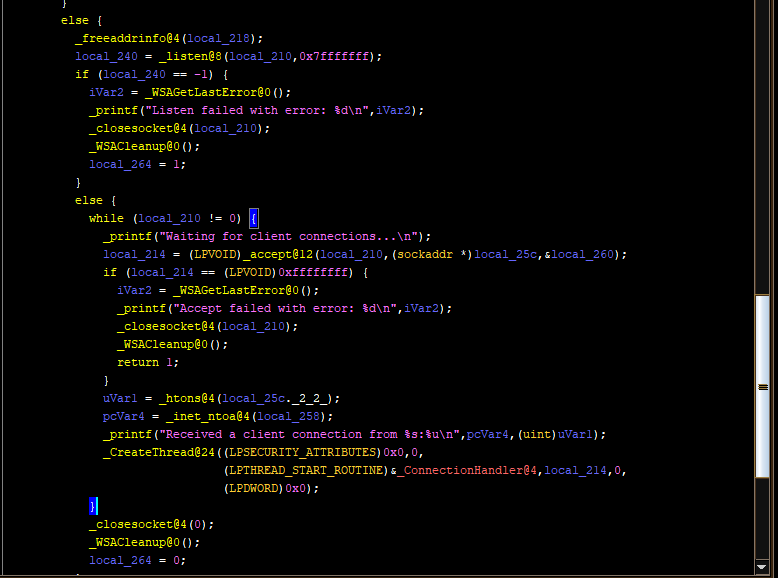 }
else {
_freeaddrinfo@4(local_218);
local_240 = _listen@8(local_210,0x7fffffff);
if (local_240 == -1) {
iVar2 = _WSAGetLastError@0();
_printf("Listen failed with error: %d\n",iVar2);
_closesocket@4(local_210);
_WSACleanup@0();
local_264 = 1;
}
else {
while (local_210 != 0) {
_printf("Waiting for client connections...\n");
local_214 = (LPVOID)_accept@12(local_210,(sockaddr *)local_25c,&local_260);
if (local_214 == (LPVOID)0xffffffff) {
iVar2 = _WSAGetLastError@0();
_printf("Accept failed with error: %d\n",iVar2);
_closesocket@4(local_210);
_WSACleanup@0();
return 1;
}
uVar1 = _htons@4(local_25c._2_2_);
pcVar4 = _inet_ntoa@4(local_258);
_printf("Received a client connection from %s:%u\n",pcVar4,(uint)uVar1);
_CreateThread@24((LPSECURITY_ATTRIBUTES)0x0,0,
(LPTHREAD_START_ROUTINE)&_ConnectionHandler@4,local_214,0,
(LPDWORD)0x0);
}
_closesocket@4(0);
_WSACleanup@0();
local_264 = 0;